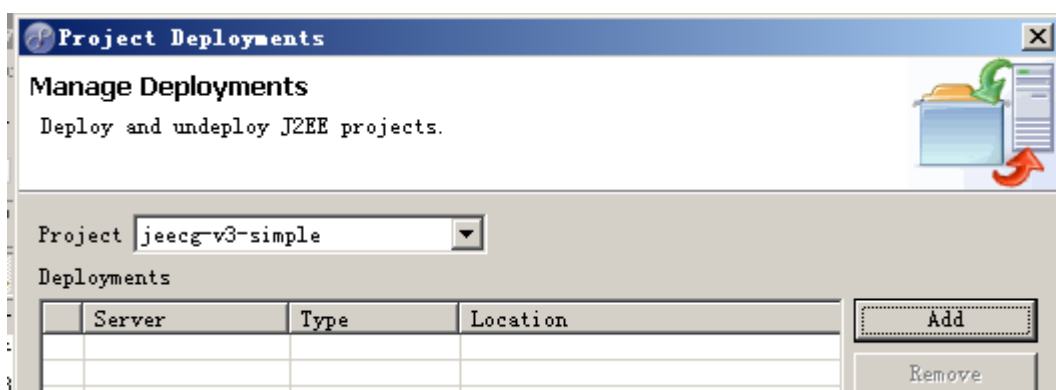 Project Deployments
Manage Deployments
Deploy and undeploy J2EE projects.
Project jeecg-v3-simple
Deployments
Server Type Location Add
Remove